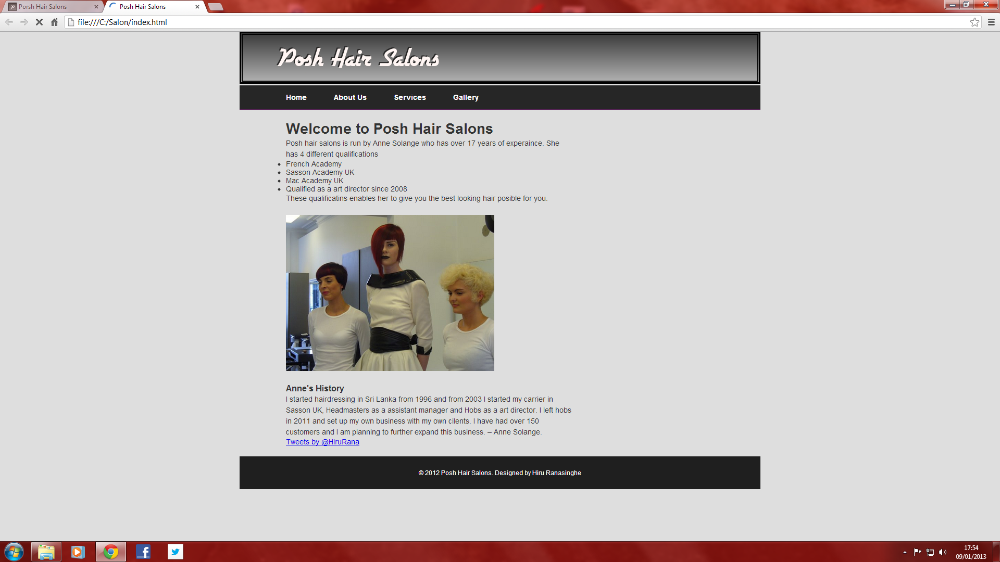 Porsh Hair Salons
Posh Hair Salons
file:///C:/Salon/index.html
Posh Hair Salons
Home About Us Services Gallery
Welcome to Posh Hair Salons
Posh hair salons is run by Anne Solange who has over 17 years of experaince. She
has 4 different qualifications
French Academy
Sasson Academy UK
Mac Academy UK
Qualified as a art director since 2008
These qualificatins enables her to give you the best looking hair posible for you.
Anne's History
I started hairdressing in Sri Lanka from 1996 and from 2003 I started my carrier in
Sasson UK, Headmasters as a assistant manager and Hobs as a art director. I left hobs
in 2011 and set up my own business with my own cilents. I have had over 150
customers and I am planning to further expand this business. – Anne Solange.
Tweets by @HiruRana
© 2012 Posh Hair Salons. Designed by Hiru Ranasinghe
17:54
09/01/2013